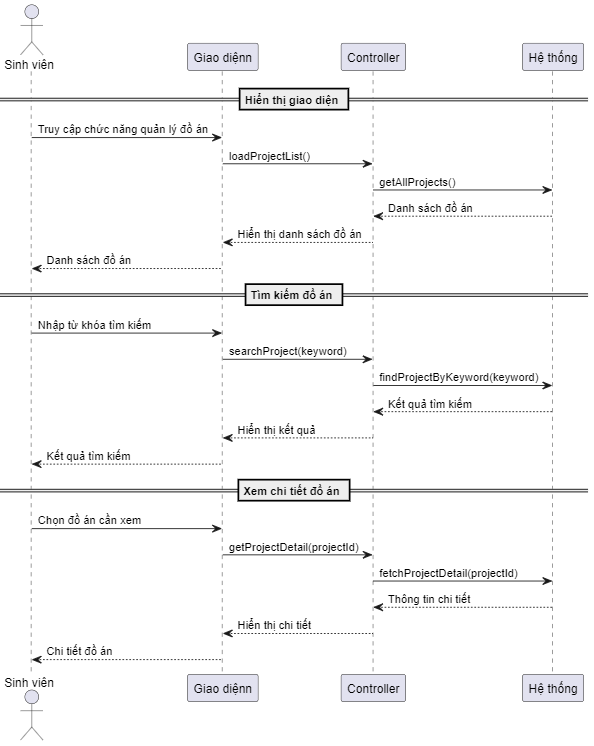 Sinh viên
Giao diệnn
Controller
Hệ thống
Hiển thị giao diện
Truy cập chức năng quản lý đồ án
loadProjectList()
getAllProjects()
Danh sách đồ án
Hiển thị danh sách đồ án
Danh sách đồ án
Tìm kiếm đồ án
Nhập từ khóa tìm kiếm
searchProject(keyword)
findProjectByKeyword(keyword)
Kết quả tìm kiếm
Hiển thị kết quả
Kết quả tìm kiếm
Xem chi tiết đồ án
Chọn đồ án cần xem
getProjectDetail(projectId)
fetchProjectDetail(projectId)
Thông tin chi tiết
Hiển thị chi tiết
Chi tiết đồ án
Sinh viên
Giao diệnn
Controller
Hệ thống